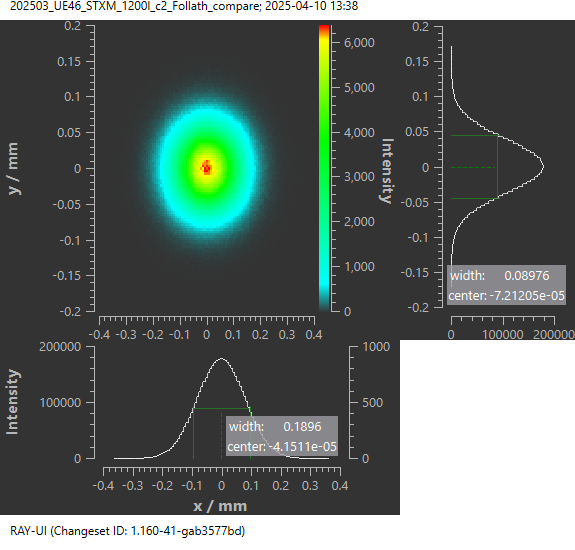 202503_UE46_STXM_1200l_c2_Follath_compare; 2025-04-10 13:38
0.2
0.15
0.1
0.05
0
-0.05
-0.1
-0.15
-0.2
y / mm
-0.4 -0.3 -0.2 -0.1 0 0.1 0.2 0.3 0.4
6,000
5,000
4,000
3,000
2,000
1,000
0
Intensity
0.2
0.15
0.1
0.05
0
-0.05
-0.1
-0.15
-0.2
width: 0.08976
center: -7.21205e-05
0 100000 200000
200000
100000
0
Intensity
1000
500
0
width: 0.1896
center: -4.1511e-05
-0.4 -0.3 -0.2 -0.1 0 0.1 0.2 0.3 0.4
x / mm
RAY-UI (Changeset ID: 1.160-41-gab3577bd)